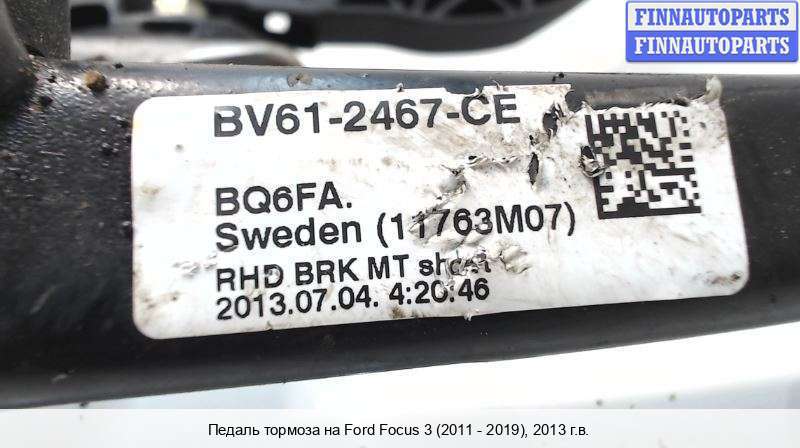 FINNAUTOPARTS
FINNAUTOPARTS
BV61-2467-CE
BQ6FA.
Sweden (11763M07)
RHD BRK MT short
2013.07.04. 4:20:46
Педаль тормоза на Ford Focus 3 (2011 - 2019), 2013 г.в.